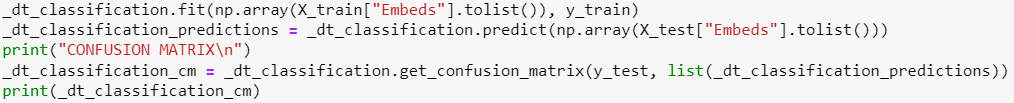 _dt_classification.fit(np.array(X_train["Embeds"].tolist()), y_train)
_dt_classification_predictions = _dt_classification.predict(np.array(X_test["Embeds"].tolist()))
print("CONFUSION MATRIX\n")
_dt_classification_cm = _dt_classification.get_confusion_matrix(y_test, list(_dt_classification_predictions))
print(_dt_classification_cm)